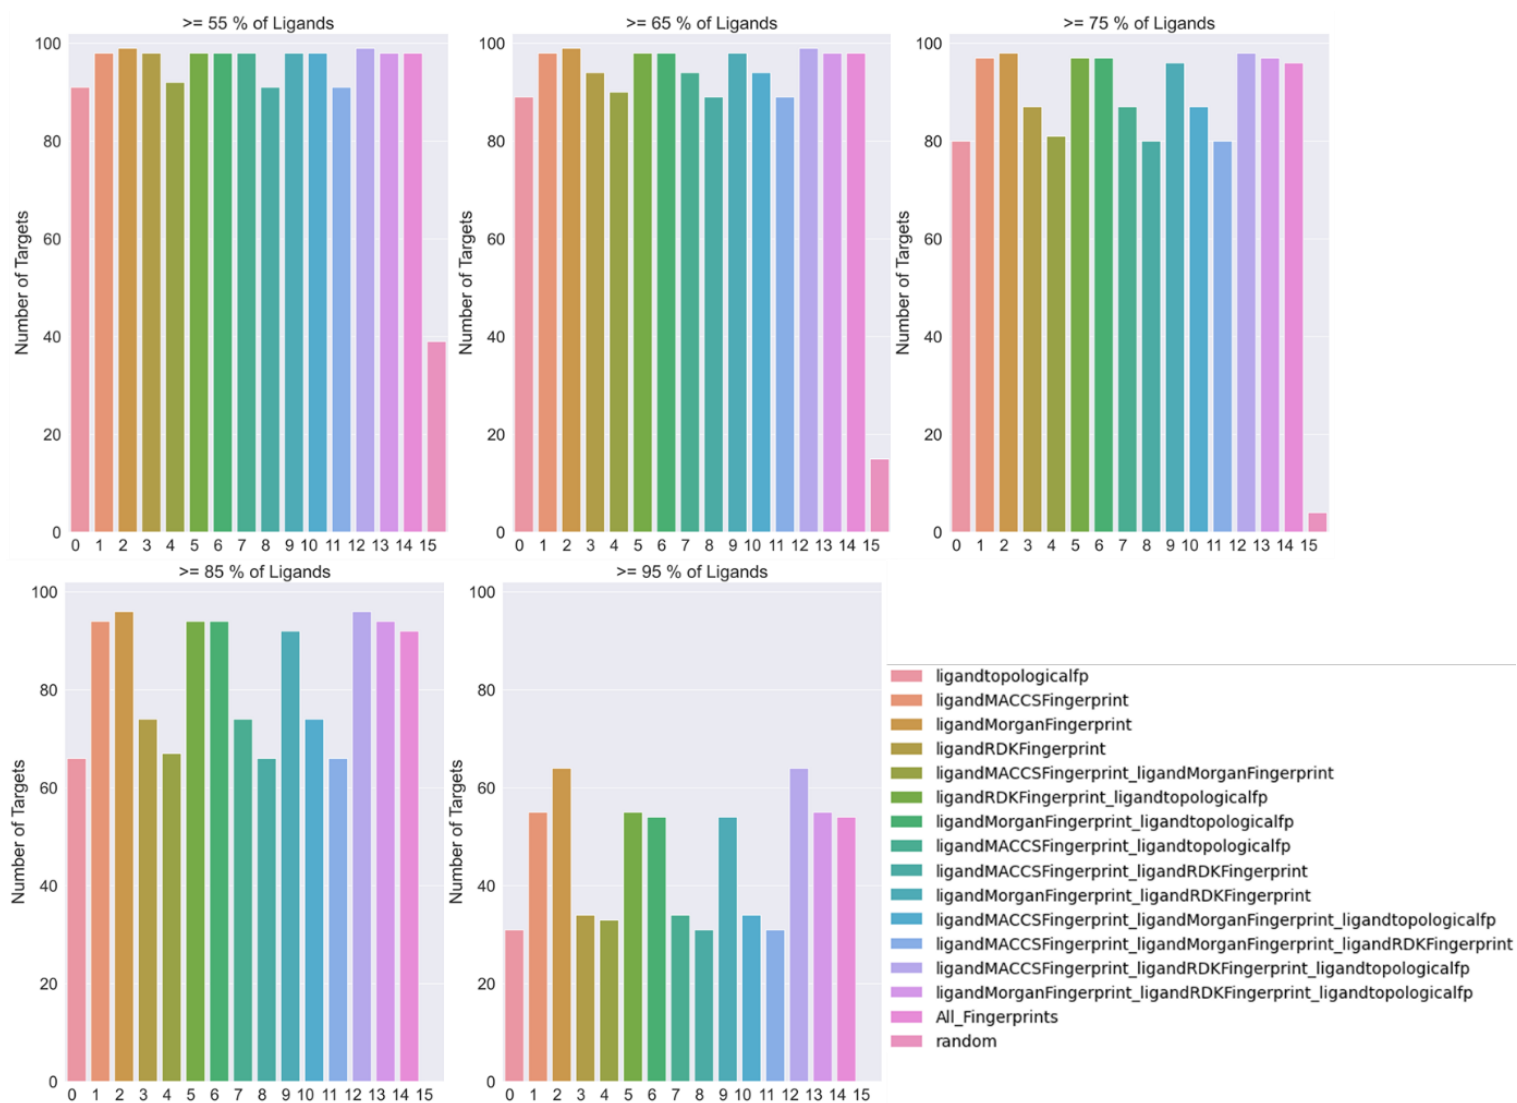 >= 55 % of Ligands
Number of Targets
100
80
60
40
20
0
0 1 2 3 4 5 6 7 8 9 10 11 12 13 14 15
>= 65 % of Ligands
Number of Targets
100
80
60
40
20
0
0 1 2 3 4 5 6 7 8 9 10 11 12 13 14 15
>= 75 % of Ligands
Number of Targets
100
80
60
40
20
0
0 1 2 3 4 5 6 7 8 9 10 11 12 13 14 15
>= 85 % of Ligands
Number of Targets
100
80
60
40
20
0
0 1 2 3 4 5 6 7 8 9 10 11 12 13 14 15
>= 95 % of Ligands
Number of Targets
100
80
60
40
20
0
0 1 2 3 4 5 6 7 8 9 10 11 12 13 14 15
ligandtopologicalfp
ligandMACCSFingerprint
ligandMorganFingerprint
ligandRDKFingerprint
ligandMACCSFingerprint_ligandMorganFingerprint
ligandRDKFingerprint_ligandtopologicalfp
ligandMorganFingerprint_ligandtopologicalfp
ligandMACCSFingerprint_ligandtopologicalfp
ligandMACCSFingerprint_ligandRDKFingerprint
ligandMorganFingerprint_ligandRDKFingerprint
ligandMACCSFingerprint_ligandMorganFingerprint_ligandtopologicalfp
ligandMACCSFingerprint_ligandMorganFingerprint_ligandRDKFingerprint
ligandMACCSFingerprint_ligandRDKFingerprint_ligandtopologicalfp
ligandMorganFingerprint_ligandRDKFingerprint_ligandtopologicalfp
All_Fingerprints
random